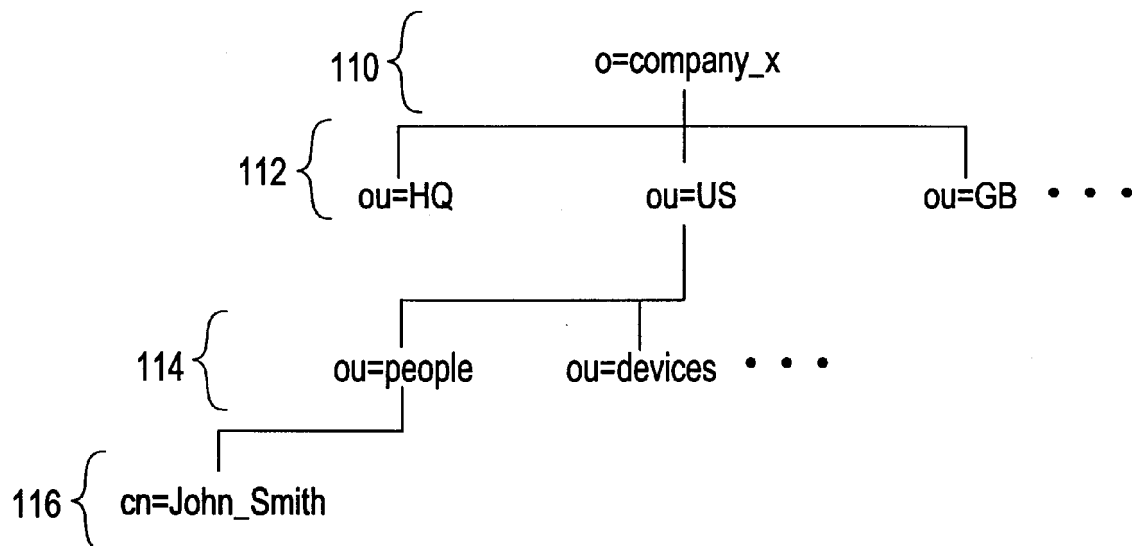 110 o=company_x
112 ou=HQ ou=US ou=GB • • •
114 ou=people ou=devices • • •
116 cn=John_Smith